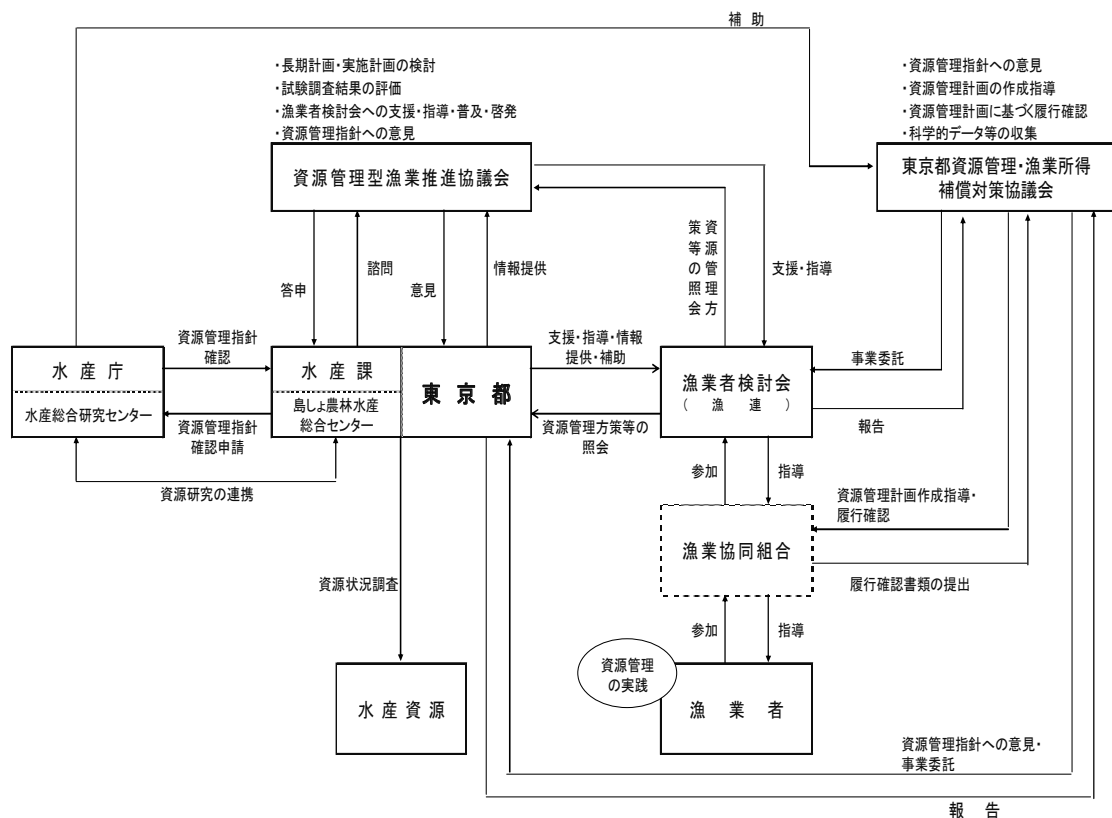 補 助
・長期計画・実施計画の検討
・試験調査結果の評価
・漁業者検討会への支援・指導・普及・啓発
・資源管理指針への意見
・資源管理指針への意見
・資源管理計画の作成指導
・資源管理計画に基づく履行確認
・科学的データ等の収集
資源管理型漁業推進協議会
東京都資源管理・漁業所得
補償対策協議会
答申
諮問
意見
情報提供
資源管理方
策等の照会
支援・指導
資源管理指針
確認
支援・指導・情報
提供・補助
事業委託
水 産 庁
水産総合研究センター
水 産 課
島しょ農林水産
総合センター
東 京 都
漁業者検討会
( 漁 連 )
資源管理指針
確認申請
資源管理方策等の
照会
報告
資源研究の連携
参加
指導
資源管理計画作成指導・
履行確認
漁業協同組合
履行確認書類の提出
資源状況調査
参加
指導
資源管理
の実践
水 産 資 源
漁 業 者
資源管理指針への意見・
事業委託
報 告